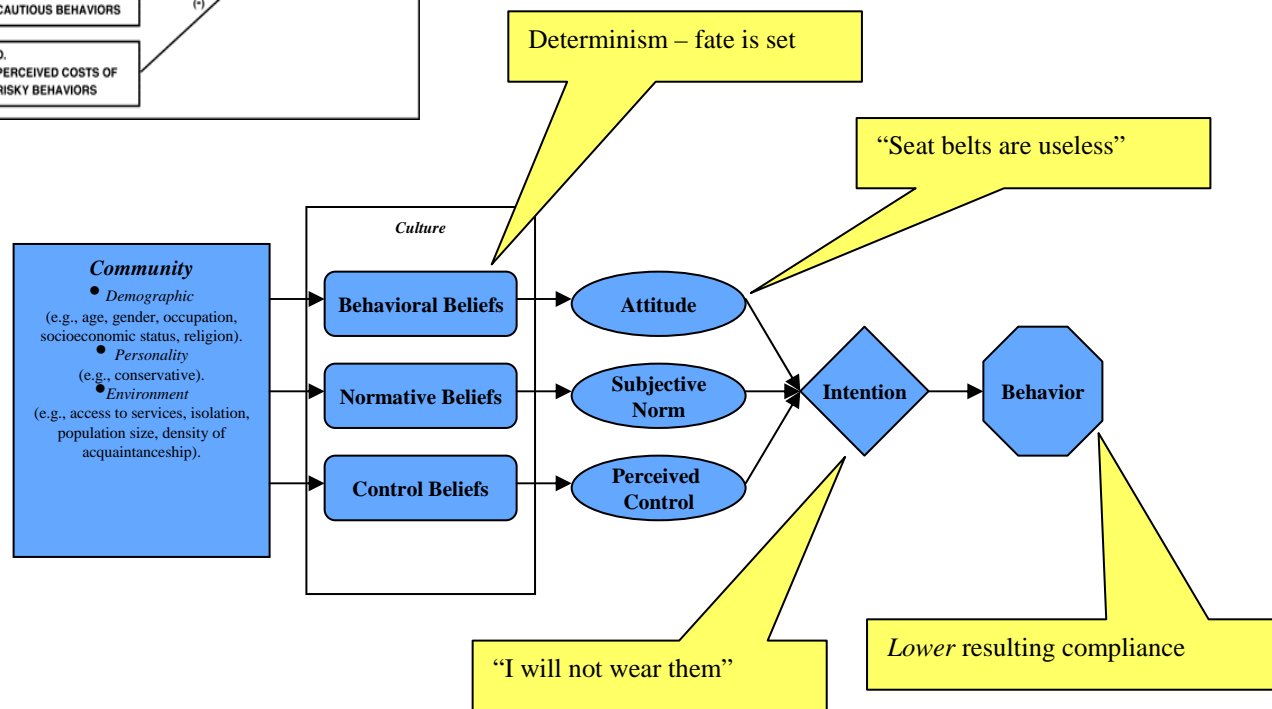 CAUTIOUS BEHAVIORS
(-)
PERCEIVED COSTS OF
RISKY BEHAVIORS
Determinism – fate is set
“Seat belts are useless”
Culture
Community
• Demographic
(e.g., age, gender, occupation,
socioeconomic status, religion).
• Personality
(e.g., conservative).
• Environment
(e.g., access to services, isolation,
population size, density of
acquaintanceship).
Behavioral Beliefs
Normative Beliefs
Control Beliefs
Attitude
Subjective
Norm
Perceived
Control
Intention
Behavior
“I will not wear them”
Lower resulting compliance